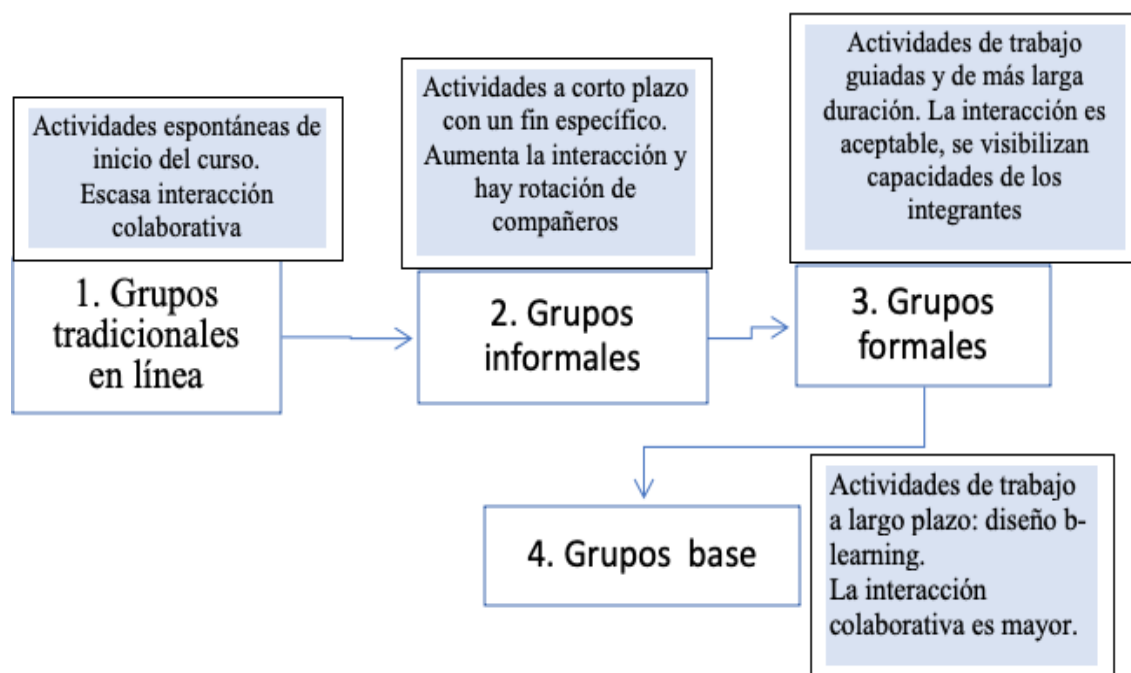 Actividades espontáneas de
inicio del curso.
Escasa interacción
colaborativa
1. Grupos
tradicionales
en línea
Actividades a corto plazo
con un fin específico.
Aumenta la interacción y
hay rotación de
compañeros
2. Grupos
informales
Actividades de trabajo
guiadas y de más larga
duración. La interacción es
aceptable, se visibilizan
capacidades de los
integrantes
3. Grupos
formales
4. Grupos base
Actividades de trabajo
a largo plazo: diseño b-
learning.
La interacción
colaborativa es mayor.